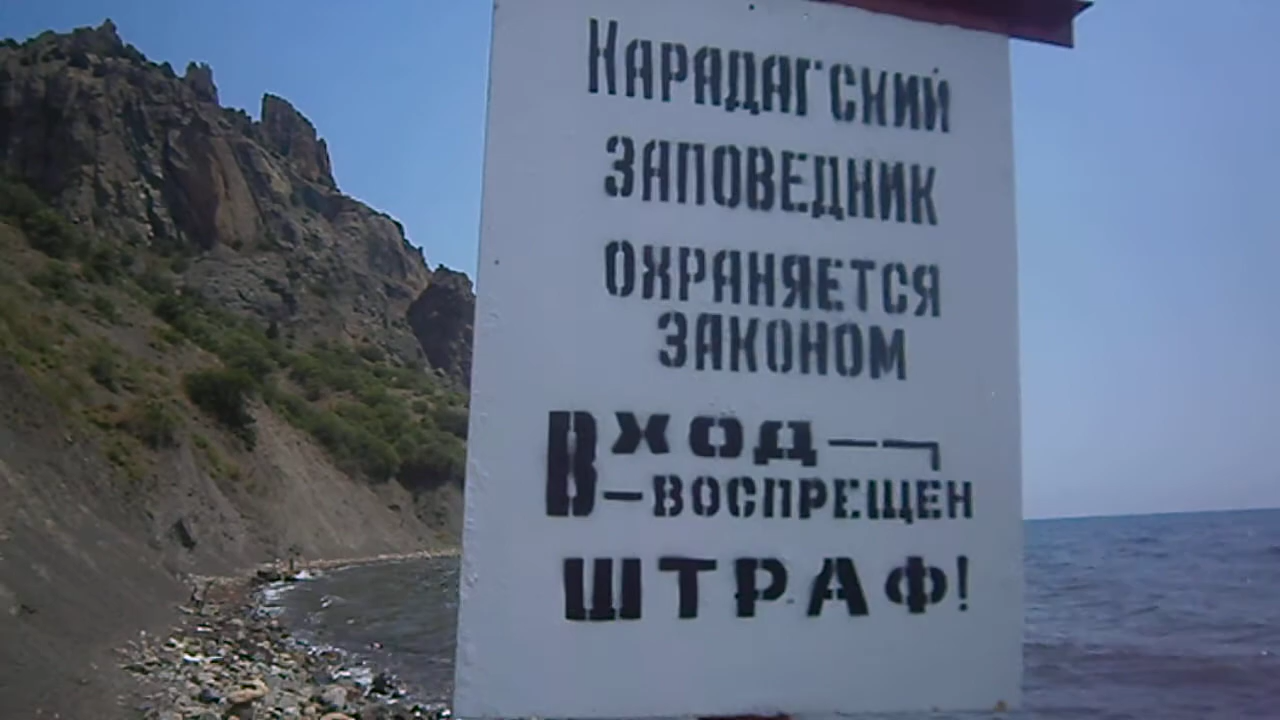 КАРАДАГСКИЙ
ЗАПОВЕДНИК
ОХРАНЯЕТСЯ
ЗАКОНОМ
ВХОД —
— ВОСПРЕЩЕН
ШТРАФ!